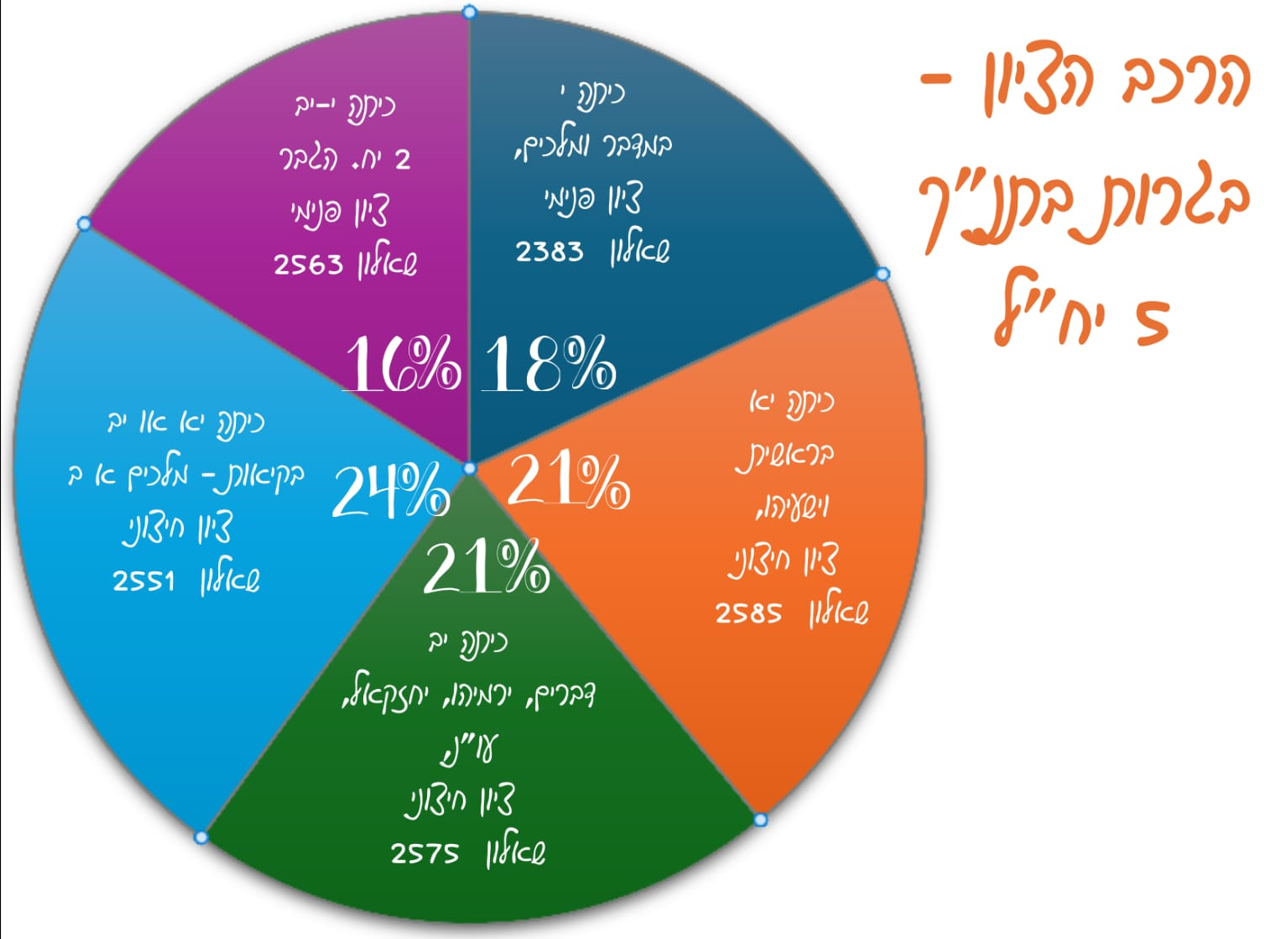 הרכב הציון -
בגרות בתנ"ך
5 יח"ל
כיתה י
במדבר ומלכים,
ציון פנימי
שאלון 2383
18%
כיתה יא
בראשית
וישעיהו,
ציון חיצוני
שאלון 2585
21%
כיתה יב
דברים, ירמיהו, יחזקאל,
עו"נ,
ציון חיצוני
שאלון 2575
21%
כיתה יא או יב
בקיאות - מלכים א ב
ציון חיצוני
שאלון 2551
24%
כיתה י-יב
2 יח. הגבר
ציון פנימי
שאלון 2563
16%